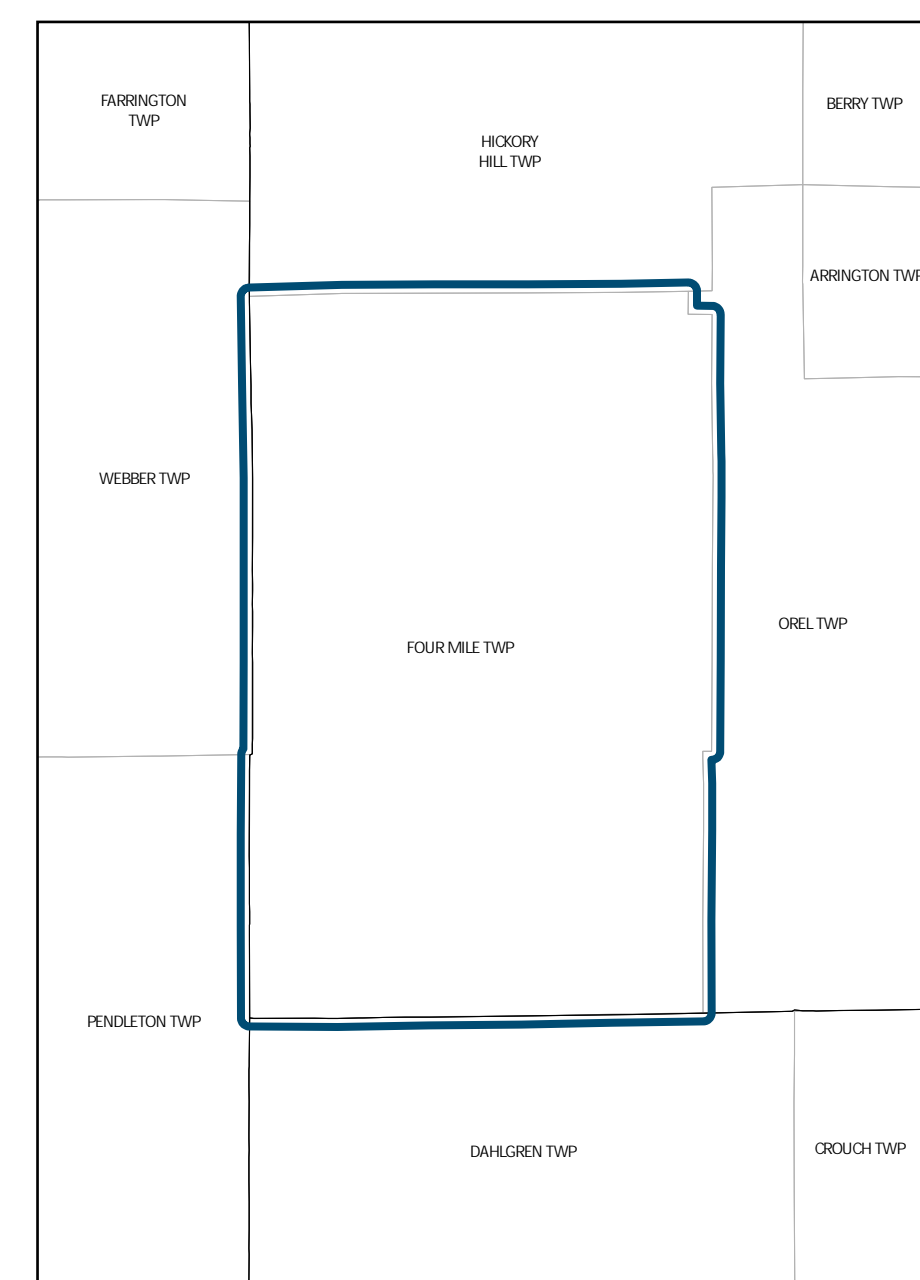 FARRINGTON
TWP
BERRY TWP
HICKORY
HILL TWP
ARRINGTON TWP
WEBBER TWP
OREL TWP
FOUR MILE TWP
PENDLETON TWP
DAHLGREN TWP
CROUCH TWP